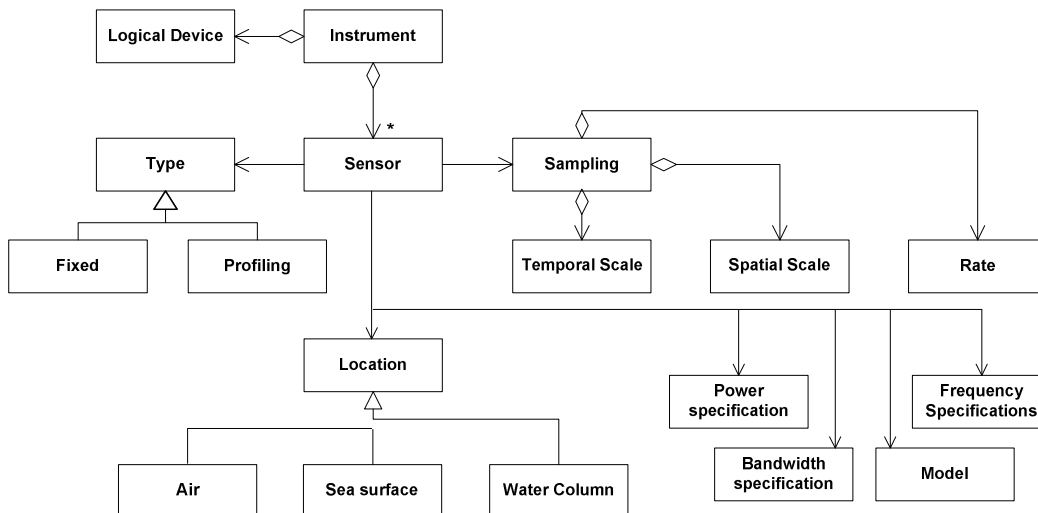 Logical Device
Instrument
*
Type
Sensor
Sampling
Fixed
Profiling
Temporal Scale
Spatial Scale
Rate
Location
Power
specification
Frequency
Specifications
Bandwidth
specification
Model
Air
Sea surface
Water Column